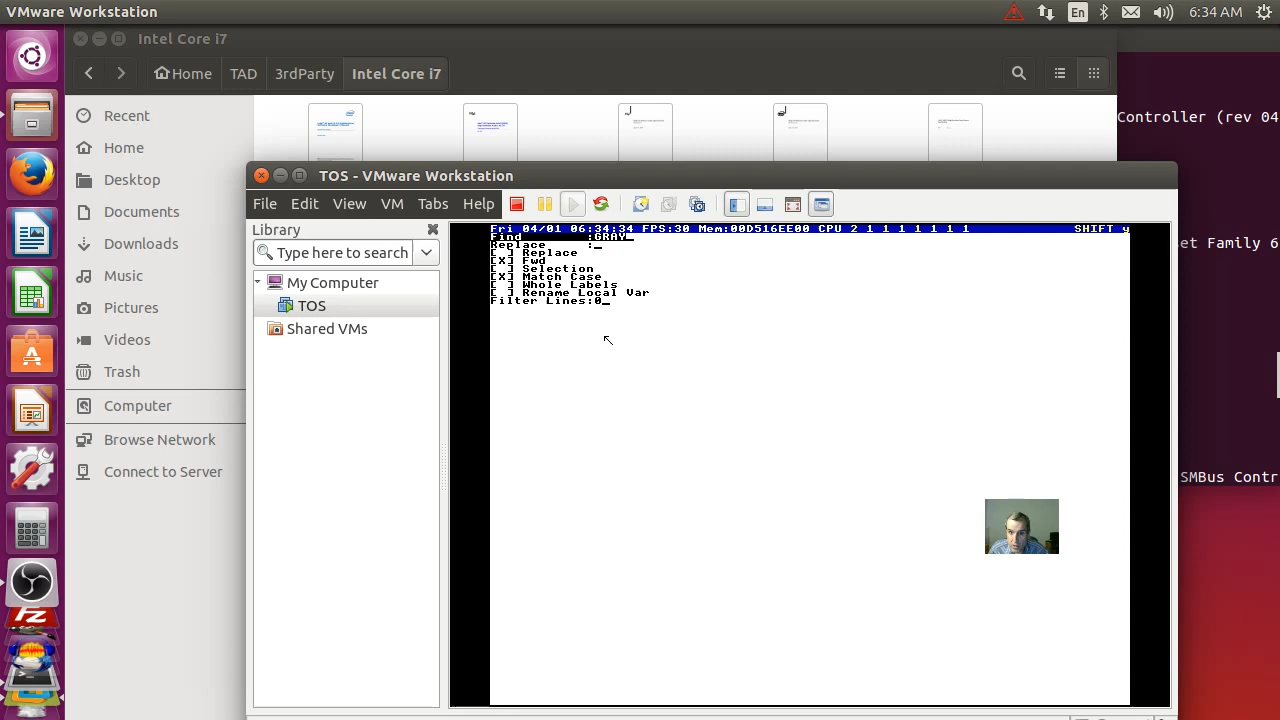 VMware Workstation
En
6:34 AM
Intel Core i7
Home
TAD
3rdParty
Intel Core i7
Recent
Home
Desktop
Documents
Downloads
Music
Pictures
Videos
Trash
Computer
Browse Network
Connect to Server
Controller (rev 04
et Family 6
SMBus Contr
TOS - VMware Workstation
File Edit View VM Tabs Help
Library
Type here to search
My Computer
TOS
Shared VMs
Fri 04/01 06:34:34 FPS:30 Mem:00D516EE00 CPU 2 1 1 1 1 1 1 1 SHIFT y
Find :GRAY_
Replace :_
[ ] Replace
[X] Fwd
[ ] Selection
[X] Match Case
[ ] Whole Labels
[ ] Rename Local Var
Filter Lines:0_